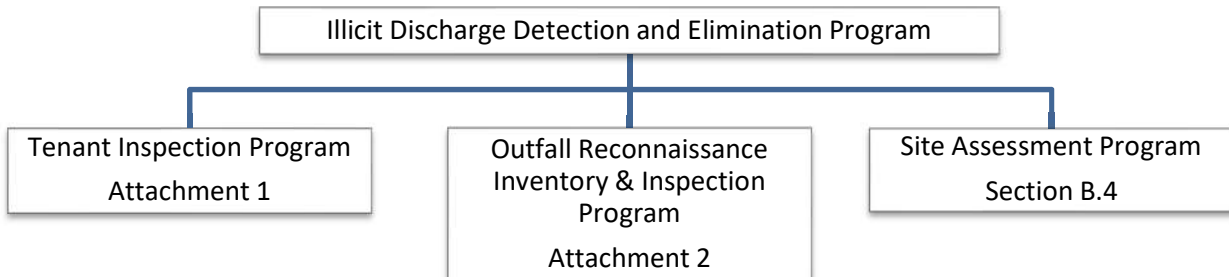 Illicit Discharge Detection and Elimination Program
Tenant Inspection Program
Attachment 1
Outfall Reconnaissance
Inventory & Inspection
Program
Attachment 2
Site Assessment Program
Section B.4